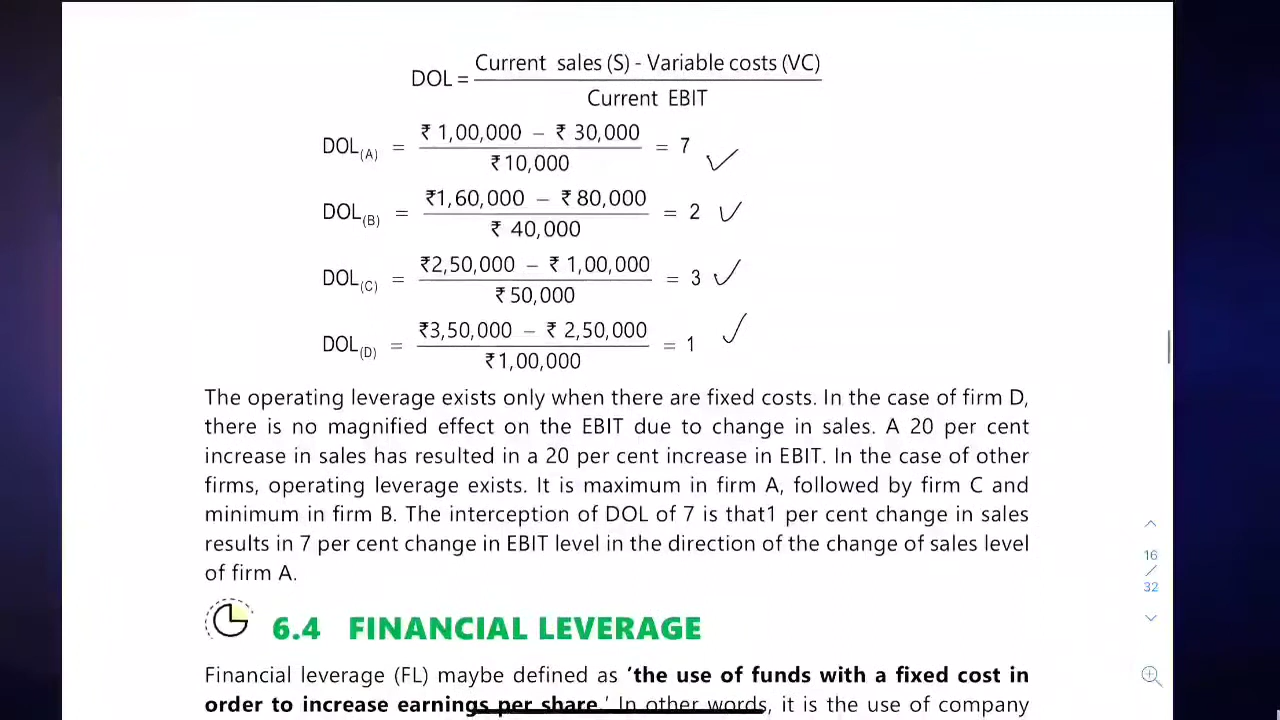 DOL = Current sales (S) - Variable costs (VC) / Current EBIT
DOL(A) = ₹ 1,00,000 – ₹ 30,000 / ₹10,000 = 7
DOL(B) = ₹1,60,000 – ₹ 80,000 / ₹ 40,000 = 2
DOL(C) = ₹2,50,000 – ₹ 1,00,000 / ₹50,000 = 3
DOL(D) = ₹3,50,000 – ₹ 2,50,000 / ₹1,00,000 = 1
The operating leverage exists only when there are fixed costs. In the case of firm D,
there is no magnified effect on the EBIT due to change in sales. A 20 per cent
increase in sales has resulted in a 20 per cent increase in EBIT. In the case of other
firms, operating leverage exists. It is maximum in firm A, followed by firm C and
minimum in firm B. The interception of DOL of 7 is that1 per cent change in sales
results in 7 per cent change in EBIT level in the direction of the change of sales level
of firm A.
16
/
32
6.4 FINANCIAL LEVERAGE
Financial leverage (FL) maybe defined as 'the use of funds with a fixed cost in
order to increase earnings per share.' In other words, it is the use of company